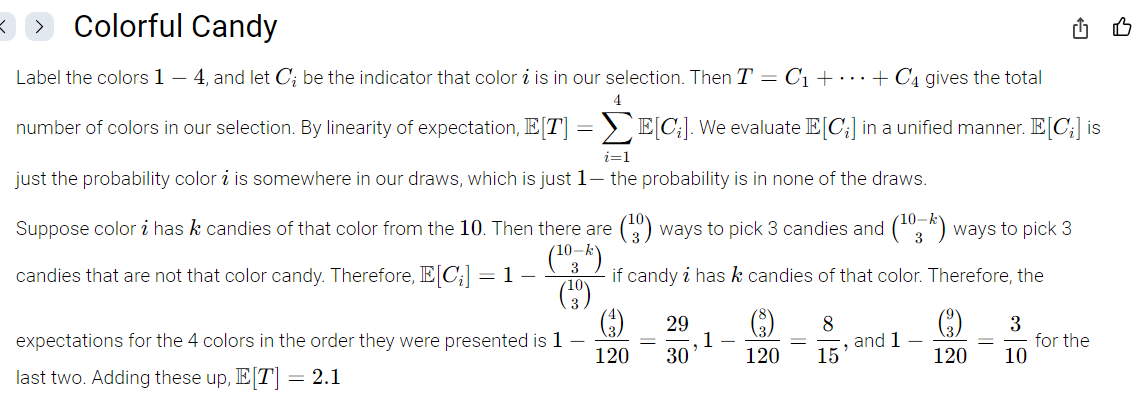 Colorful Candy
Label the colors 1 − 4, and let C_i be the indicator that color i is in our selection. Then T = C_1 + ⋯ + C_4 gives the total
number of colors in our selection. By linearity of expectation, 𝔼[T] = ∑_{i=1}^{4} 𝔼[C_i]. We evaluate 𝔼[C_i] in a unified manner. 𝔼[C_i] is
just the probability color i is somewhere in our draws, which is just 1− the probability is in none of the draws.
Suppose color i has k candies of that color from the 10. Then there are \binom{10}{3} ways to pick 3 candies and \binom{10-k}{3} ways to pick 3
candies that are not that color candy. Therefore, 𝔼[C_i] = 1 − \frac{\binom{10-k}{3}}{\binom{10}{3}} if candy i has k candies of that color. Therefore, the
expectations for the 4 colors in the order they were presented is 1 − \frac{\binom{4}{3}}{120} = \frac{29}{30}, 1 − \frac{\binom{8}{3}}{120} = \frac{8}{15}, and 1 − \frac{\binom{9}{3}}{120} = \frac{3}{10} for the
last two. Adding these up, 𝔼[T] = 2.1